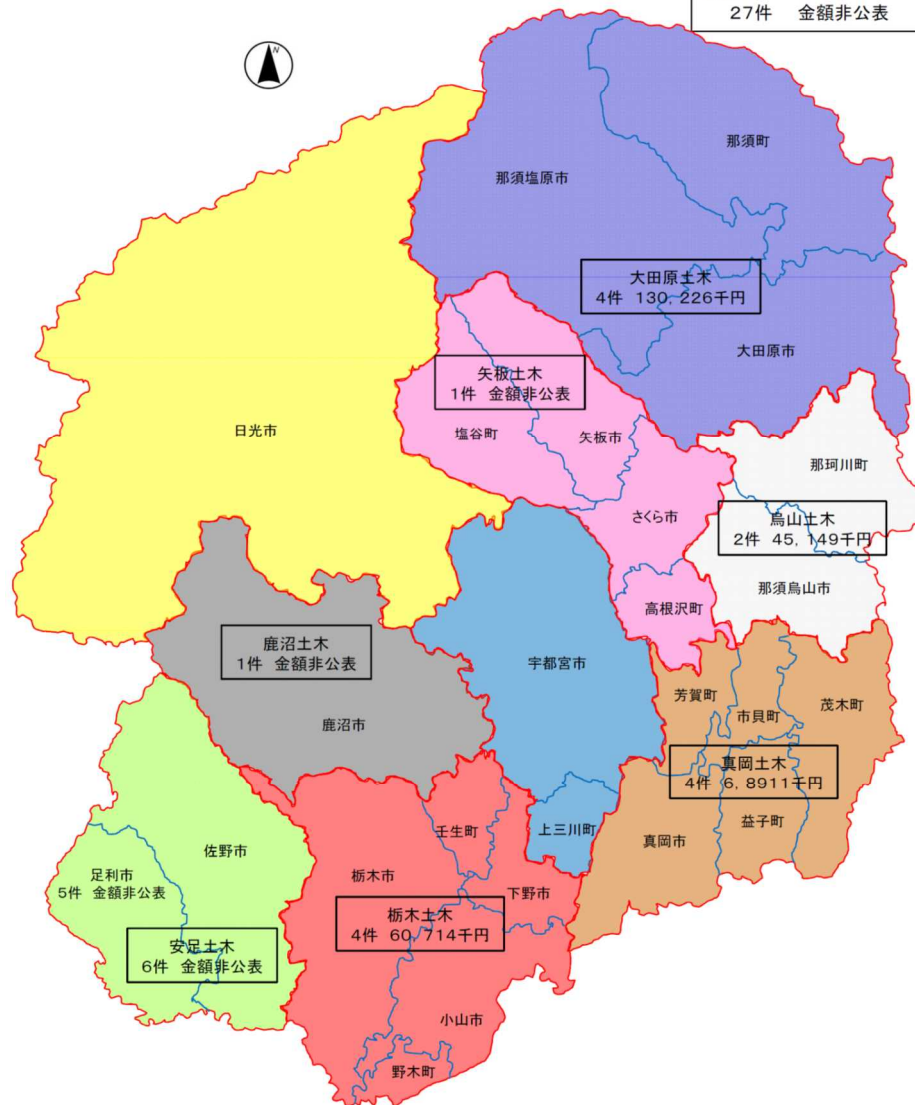 27件 金額非公表
N
那須町
那須塩原市
大田原土木
4件 130,226千円
大田原市
矢板土木
1件 金額非公表
日光市
塩谷町
矢板市
那珂川町
さくら市
烏山土木
2件 45,149千円
那須烏山市
高根沢町
鹿沼土木
1件 金額非公表
宇都宮市
芳賀町
市貝町
茂木町
鹿沼市
真岡土木
4件 6,8911千円
壬生町
上三川町
真岡市
益子町
佐野市
足利市
5件 金額非公表
栃木市
下野市
栃木土木
4件 60,714千円
安足土木
6件 金額非公表
小山市
野木町